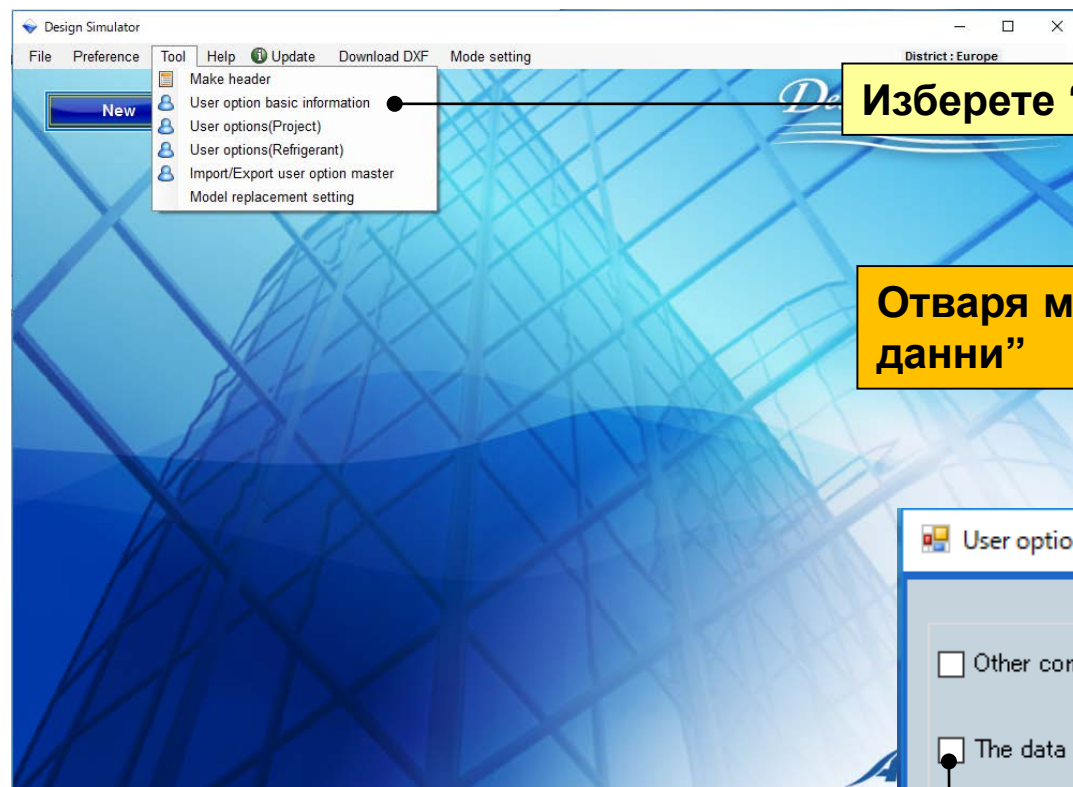 Design Simulator
File Preference Tool Help Update Download DXF Mode setting
District : Europe
Make header
User option basic information
User options(Project)
User options(Refrigerant)
Import/Export user option master
Model replacement setting
New
Изберете “
Отваря
данни”
User optio
Other
The data